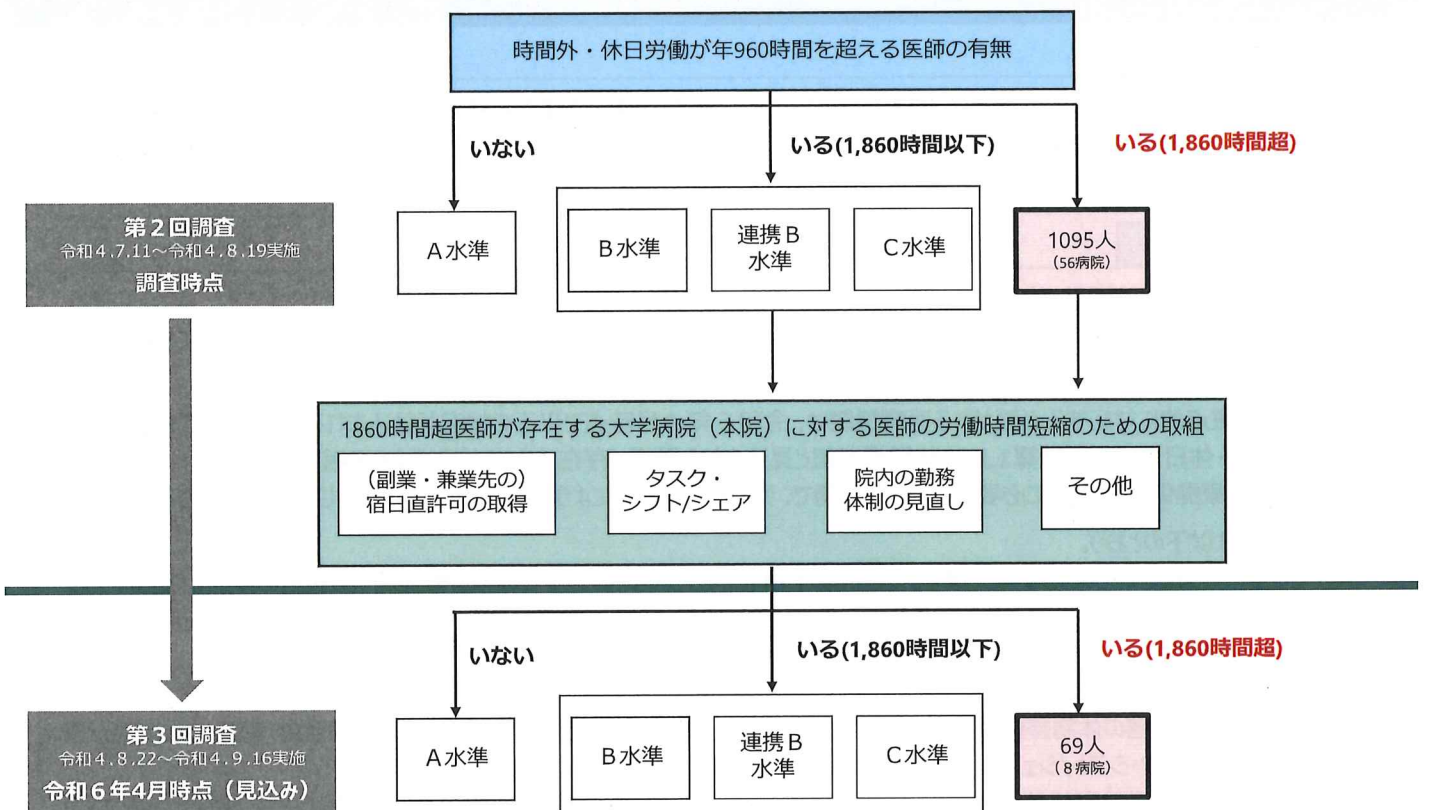 時間外・休日労働が年960時間を超える医師の有無
いない
いる(1,860時間以下)
いる(1,860時間超)
第２回調査
令和４.7.11～令和４.８.19実施
調査時点
Ａ水準
Ｂ水準
連携Ｂ
水準
Ｃ水準
1095人
（56病院）
1860時間超医師が存在する大学病院（本院）に対する医師の労働時間短縮のための取組
（副業・兼業先の）
宿日直許可の取得
タスク・
シフト/シェア
院内の勤務
体制の見直し
その他
いない
いる(1,860時間以下)
いる(1,860時間超)
第３回調査
令和４.８.22～令和４.９.16実施
令和６年4月時点（見込み）
Ａ水準
Ｂ水準
連携Ｂ
水準
Ｃ水準
69人
（８病院）